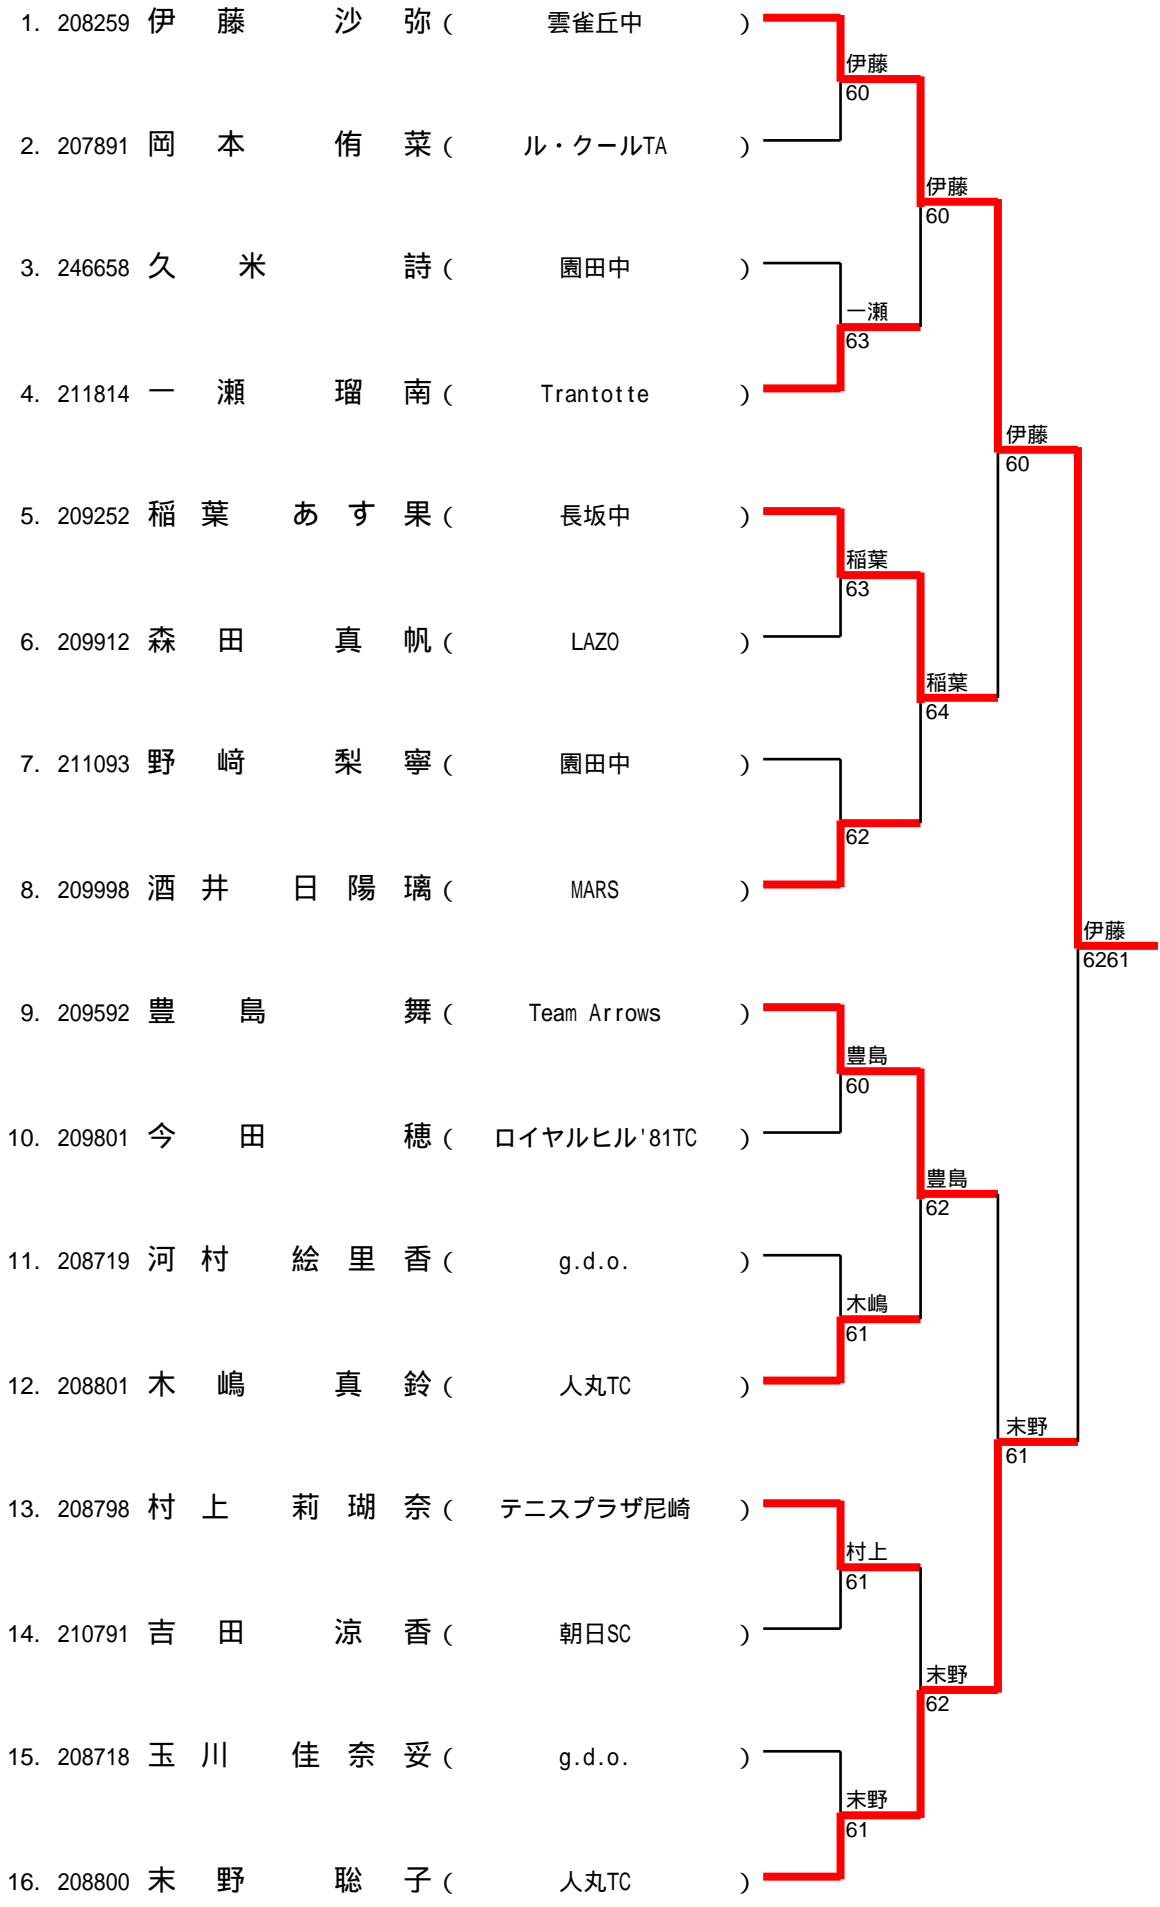 1. 208259 伊藤 沙弥 ( 雲雀丘中 )
伊藤
60
2. 207891 岡本 侑菜 ( ル・クールTA )
伊藤
60
3. 246658 久米 詩 ( 園田中 )
一瀬
63
4. 211814 一瀬 瑠南 ( Trantotte )
伊藤
60
5. 209252 稲葉 あす果 ( 長坂中 )
稲葉
63
6. 209912 森田 真帆 ( LAZO )
稲葉
64
7. 211093 野﨑 梨寧 ( 園田中 )
62
8. 209998 酒井 日陽璃 ( MARS )
伊藤
6261
9. 209592 豊島 舞 ( Team Arrows )
豊島
60
10. 209801 今田 穂 ( ロイヤルヒル'81TC )
豊島
62
11. 208719 河村 絵里香 ( g.d.o. )
木嶋
61
12. 208801 木嶋 真鈴 ( 人丸TC )
末野
61
13. 208798 村上 莉瑚奈 ( テニスプラザ尼崎 )
村上
61
14. 210791 吉田 涼香 ( 朝日SC )
末野
62
15. 208718 玉川 佳奈妥 ( g.d.o. )
末野
61
16. 208800 末野 聡子 ( 人丸TC )